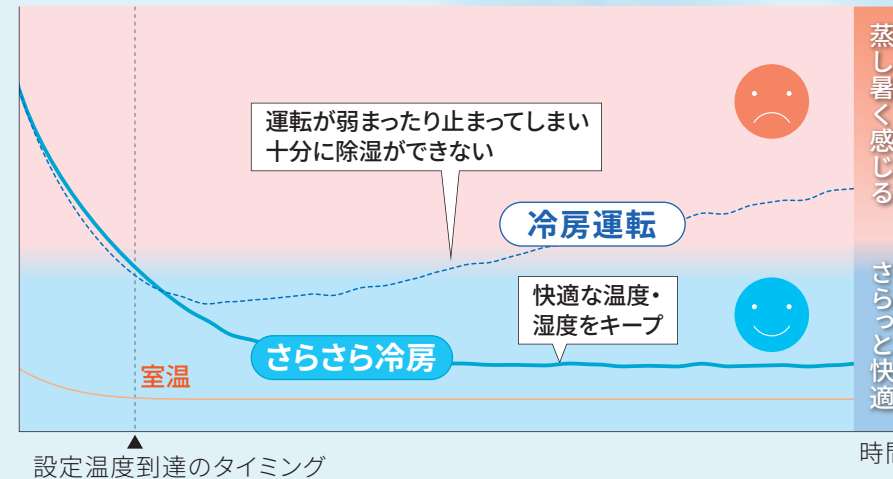 運転が弱まったり止まってしまい
十分に除湿ができない
冷房運転
快適な温度・
湿度をキープ
さらさら冷房
室温
蒸し暑く感じる
さらっと快適
設定温度到達のタイミング
時間